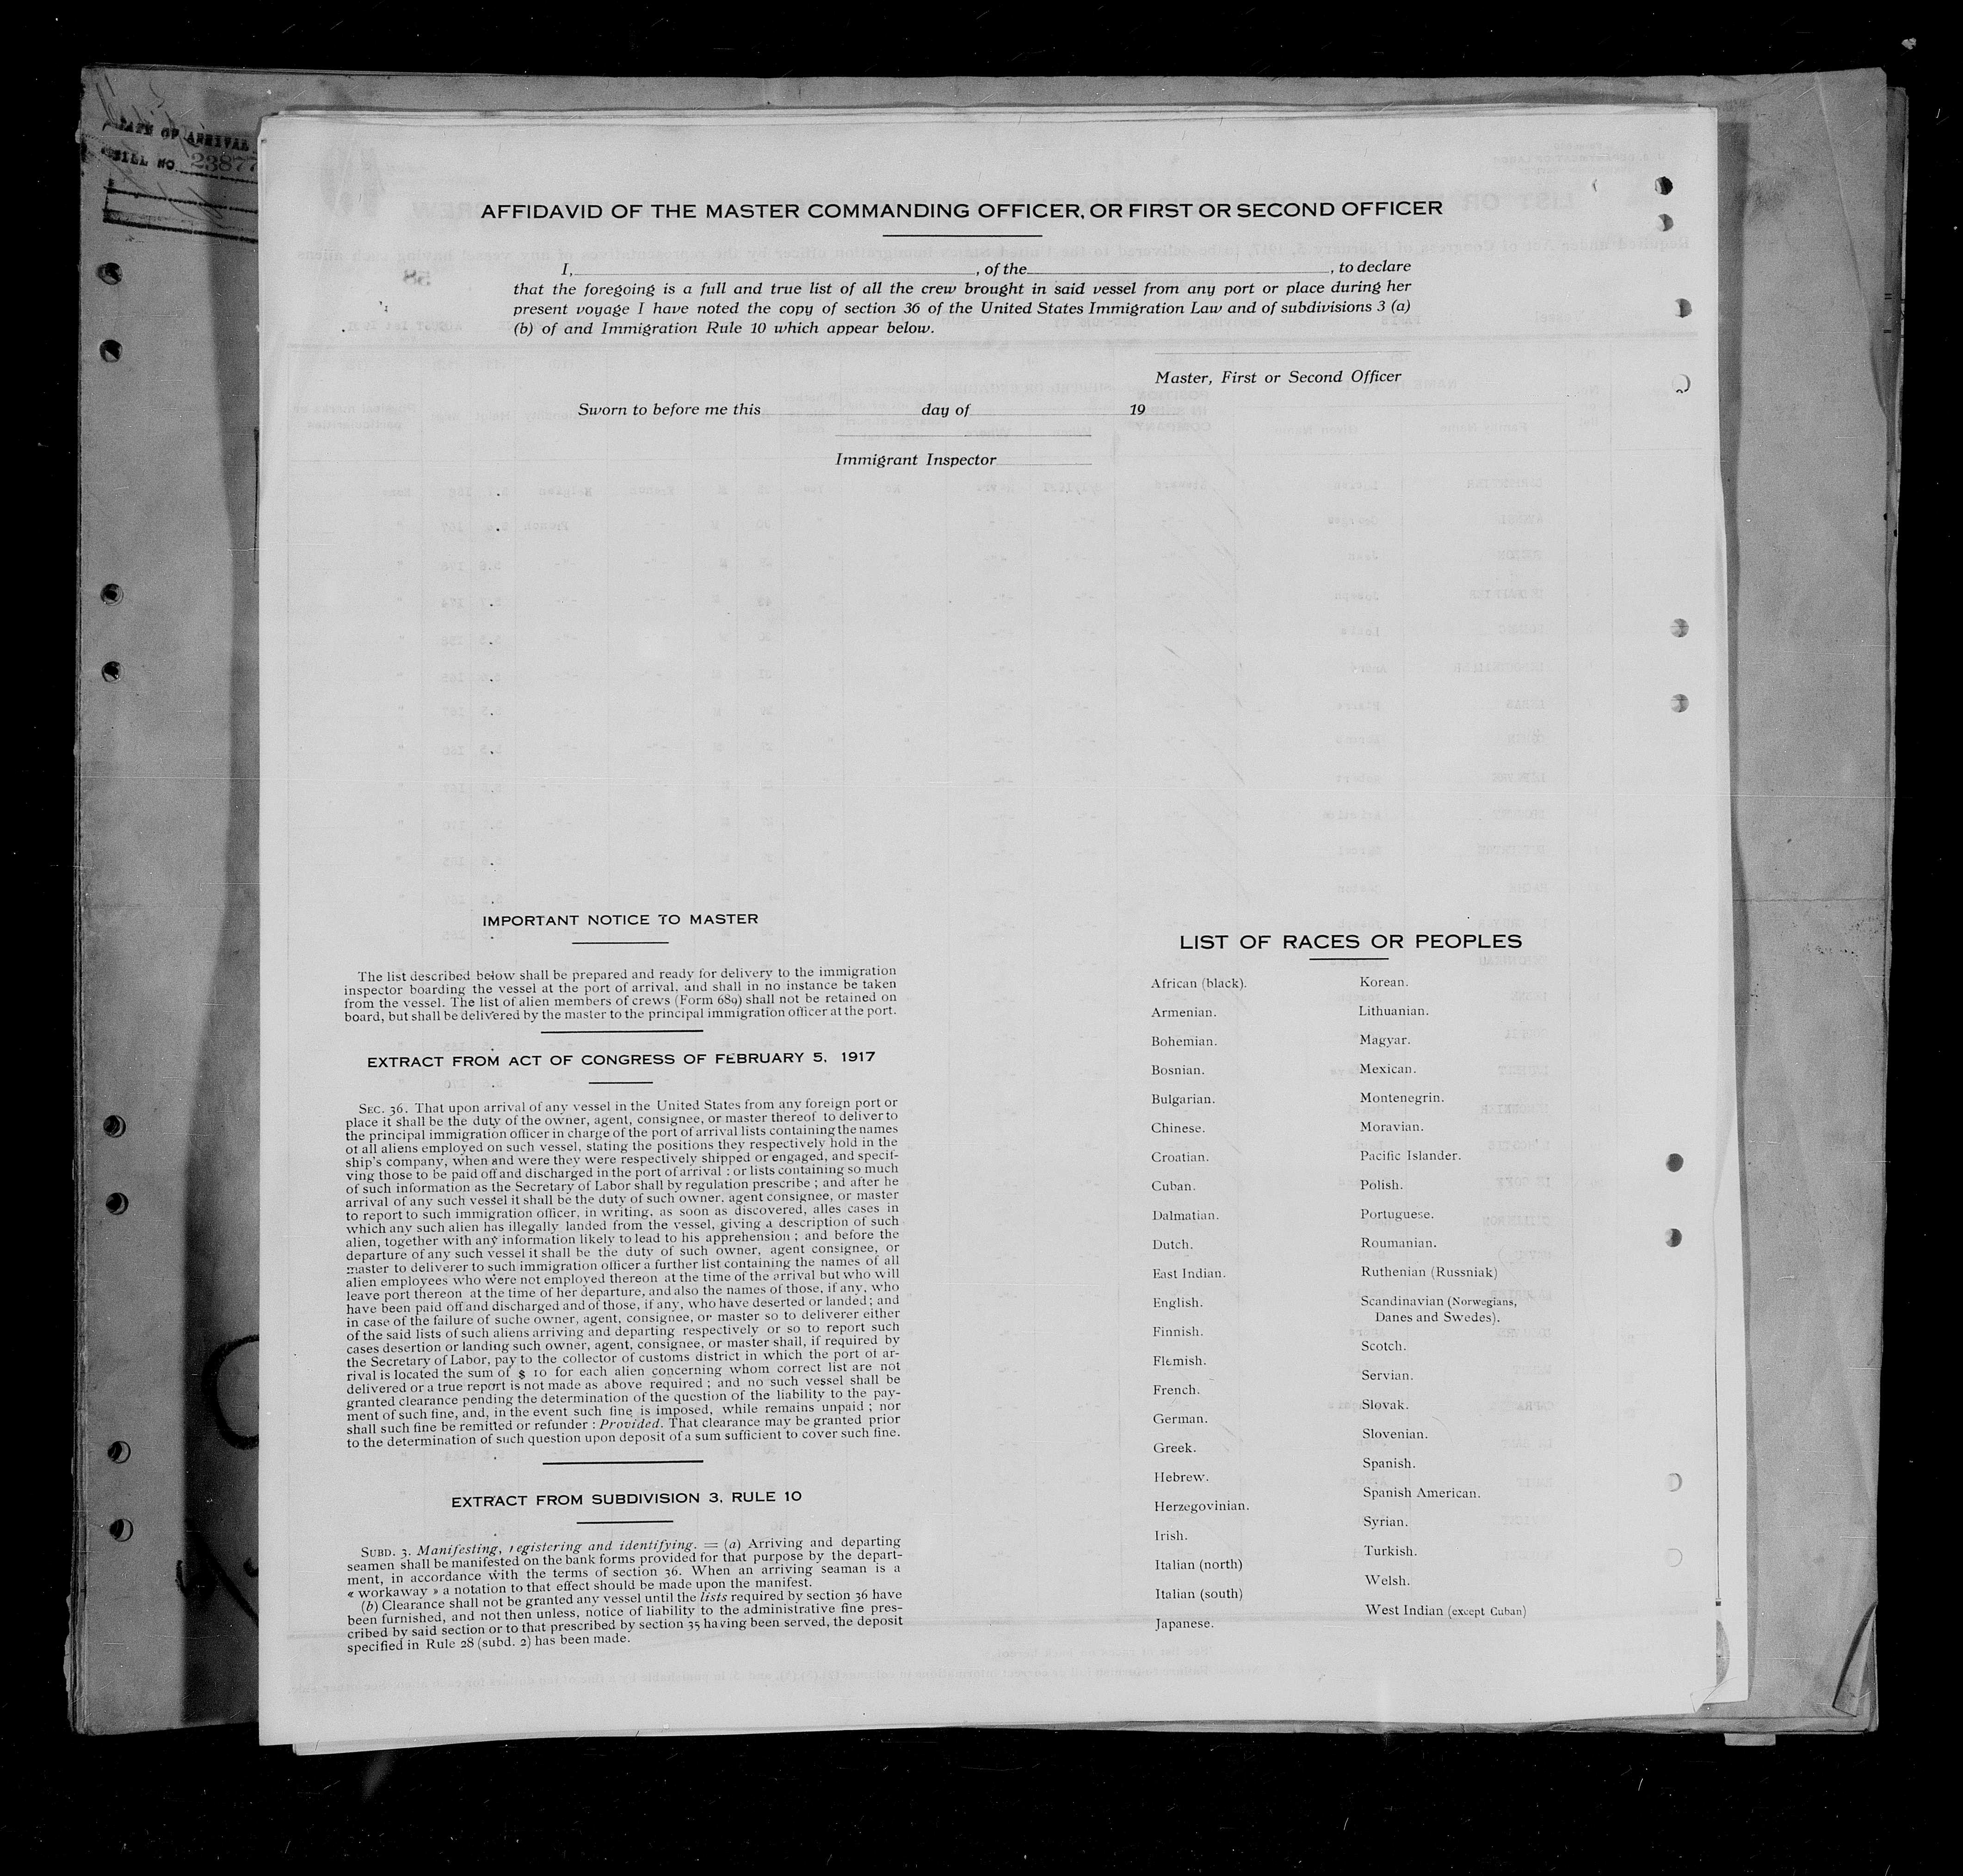 DATE OF ARRIVAL
BILL NO. 23877
AFFIDAVID OF THE MASTER COMMANDING OFFICER, OR FIRST OR SECOND OFFICER
I, , of the , to declare
that the foregoing is a full and true list of all the crew brought in said vessel from any port or place during her
present voyage I have noted the copy of section 36 of the United States Immigration Law and of subdivisions 3 (a)
(b) of and Immigration Rule 10 which appear below.
Master, First or Second Officer
Sworn to before me this day of 19
Immigrant Inspector
IMPORTANT NOTICE TO MASTER
The list described below shall be prepared and ready for delivery to the immigration
inspector boarding the vessel at the port of arrival, and shall in no instance be taken
from the vessel. The list of alien members of crews (Form 689) shall not be retained on
board, but shall be delivered by the master to the principal immigration officer at the port.
EXTRACT FROM ACT OF CONGRESS OF FEBRUARY 5, 1917
SEC. 36. That upon arrival of any vessel in the United States from any foreign port or
place it shall be the duty of the owner, agent, consignee, or master thereof to deliver to
the principal immigration officer in charge of the port of arrival lists containing the names
of all aliens employed on such vessel, stating the positions they respectively hold in the
ship's company, when and were they were respectively shipped or engaged, and specif-
ving those to be paid off and discharged in the port of arrival : or lists containing so much
of such information as the Secretary of Labor shall by regulation prescribe ; and after he
arrival of any such vessel it shall be the duty of such owner, agent consignee, or master
to report to such immigration officer, in writing, as soon as discovered, alles cases in
which any such alien has illegally landed from the vessel, giving a description of such
alien, together with any information likely to lead to his apprehension ; and before the
departure of any such vessel it shall be the duty of such owner, agent consignee, or
master to deliverer to such immigration officer a further list containing the names of all
alien employees who were not employed thereon at the time of the arrival but who will
leave port thereon at the time of her departure, and also the names of those, if any, who
have been paid off and discharged and of those, if any, who have deserted or landed ; and
in case of the failure of suche owner, agent, consignee, or master so to deliverer either
of the said lists of such aliens arriving and departing respectively or so to report such
cases desertion or landing such owner, agent, consignee, or master shail, if required by
the Secretary of Labor, pay to the collector of customs district in which the port of ar-
rival is located the sum of $ 10 for each alien concerning whom correct list are not
delivered or a true report is not made as above required ; and no such vessel shall be
granted clearance pending the determination of the question of the liability to the pay-
ment of such fine, and, in the event such fine is imposed, while remains unpaid ; nor
shall such fine be remitted or refunder : Provided. That clearance may be granted prior
to the determination of such question upon deposit of a sum sufficient to cover such fine.
EXTRACT FROM SUBDIVISION 3, RULE 10
SUBD. 3. Manifesting, registering and identifying. = (a) Arriving and departing
seamen shall be manifested on the bank forms provided for that purpose by the depart-
ment, in accordance with the terms of section 36. When an arriving seaman is a
« workaway » a notation to that effect should be made upon the manifest.
(b) Clearance shall not be granted any vessel until the lists required by section 36 have
been furnished, and not then unless, notice of liability to the administrative fine pres-
cribed by said section or to that prescribed by section 35 having been served, the deposit
specified in Rule 28 (subd. 2) has been made.
LIST OF RACES OR PEOPLES
African (black).
Armenian.
Bohemian.
Bosnian.
Bulgarian.
Chinese.
Croatian.
Cuban.
Dalmatian.
Dutch.
East Indian.
English.
Finnish.
Flemish.
French.
German.
Greek.
Hebrew.
Herzegovinian.
Irish.
Italian (north)
Italian (south)
Japanese.
Korean.
Lithuanian.
Magyar.
Mexican.
Montenegrin.
Moravian.
Pacific Islander.
Polish.
Portuguese.
Roumanian.
Ruthenian (Russniak)
Scandinavian (Norwegians,
Danes and Swedes).
Scotch.
Servian.
Slovak.
Slovenian.
Spanish.
Spanish American.
Syrian.
Turkish.
Welsh.
West Indian (except Cuban)